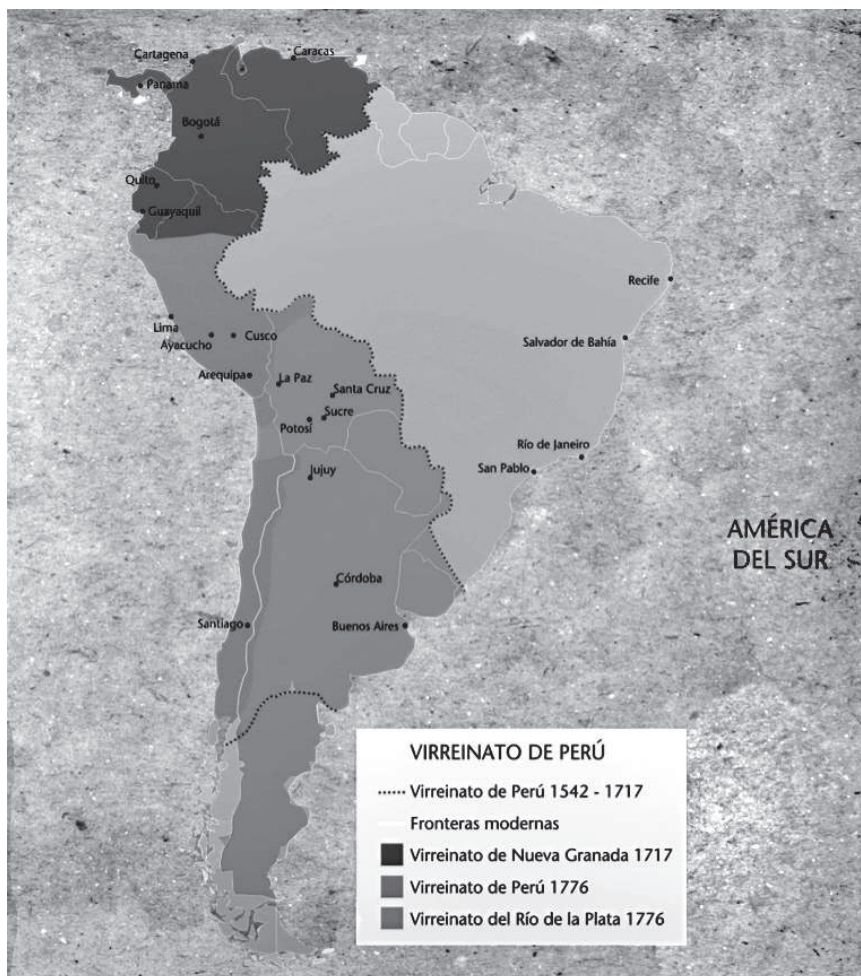 Cartagena
Caracas
Panama
Bogotá
Quito
Guayaquil
Recife
Lima
Ayacucho
Cusco
Salvador de Bahía
Arequipa
La Paz
Santa Cruz
Sucre
Potosí
Río de Janeiro
San Pablo
Jujuy
AMÉRICA
DEL SUR
Córdoba
Santiago
Buenos Aires
VIRREINATO DE PERÚ
Virreinato de Perú 1542 - 1717
Fronteras modernas
Virreinato de Nueva Granada 1717
Virreinato de Perú 1776
Virreinato del Río de la Plata 1776